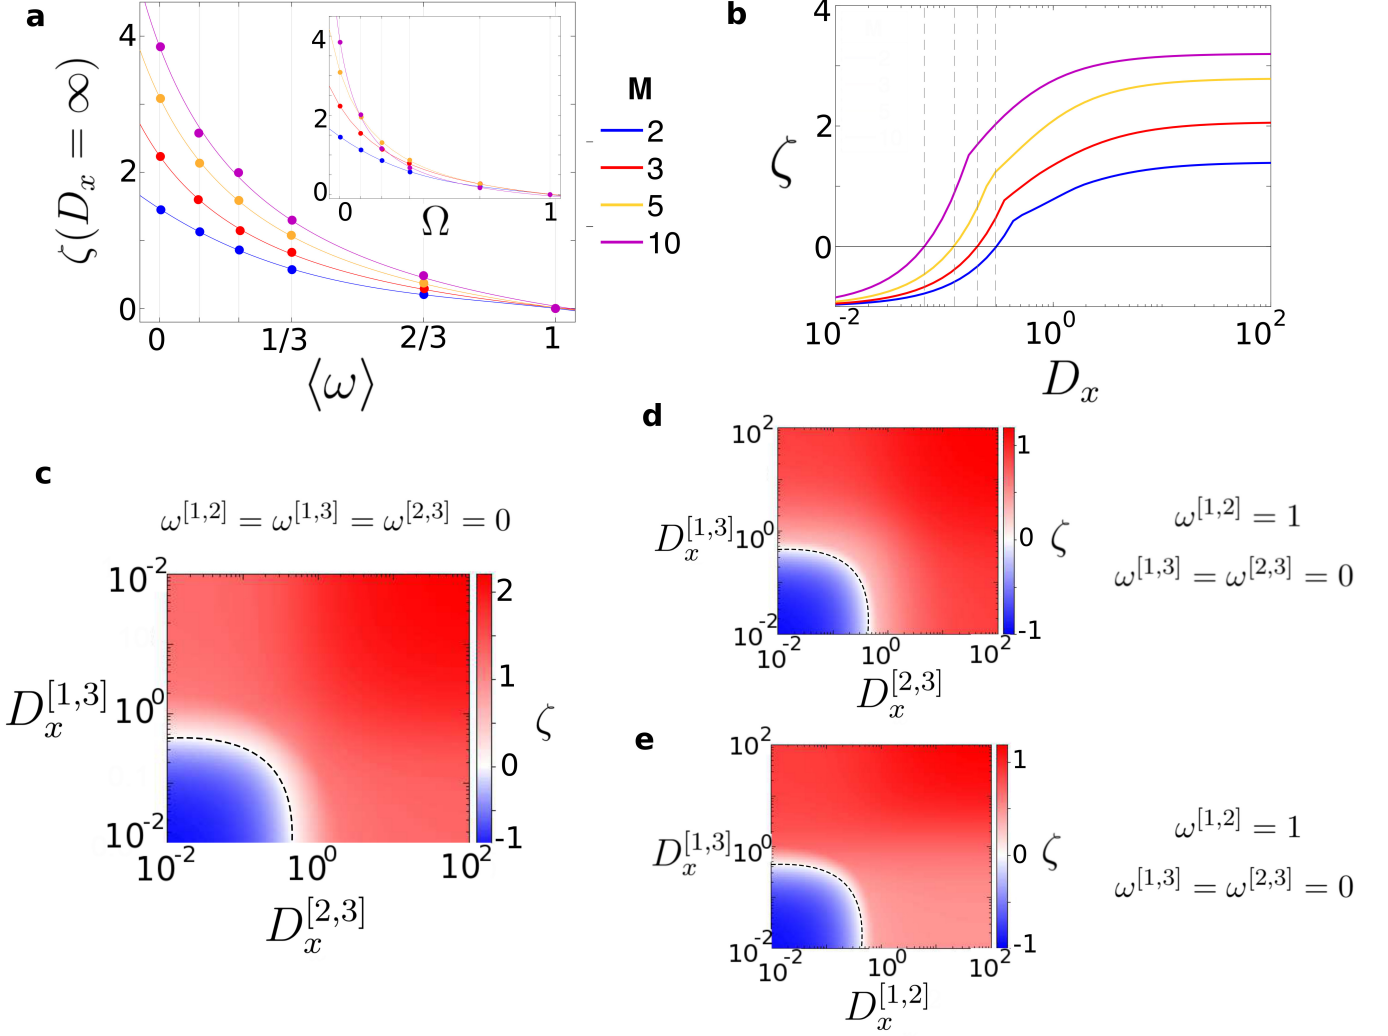 a
ζ(D_x = ∞)
4
2
0
0
1/3
2/3
1
⟨ω⟩
4
2
0
0
1
Ω
M
2
3
5
10
b
ζ
4
2
0
10^-2
10^0
10^2
D_x
c
ω^[1,2] = ω^[1,3] = ω^[2,3] = 0
D_x^[1,3]
10^-2
10^0
10^-2
10^-2
10^0
10^2
D_x^[2,3]
2
1
0
-1
ζ
d
D_x^[1,3]
10^2
10^0
10^-2
10^-2
10^0
10^2
D_x^[2,3]
1
0
-1
ζ
ω^[1,2] = 1
ω^[1,3] = ω^[2,3] = 0
e
D_x^[1,3]
10^2
10^0
10^-2
10^-2
10^0
10^2
D_x^[1,2]
1
0
-1
ζ
ω^[1,2] = 1
ω^[1,3] = ω^[2,3] = 0